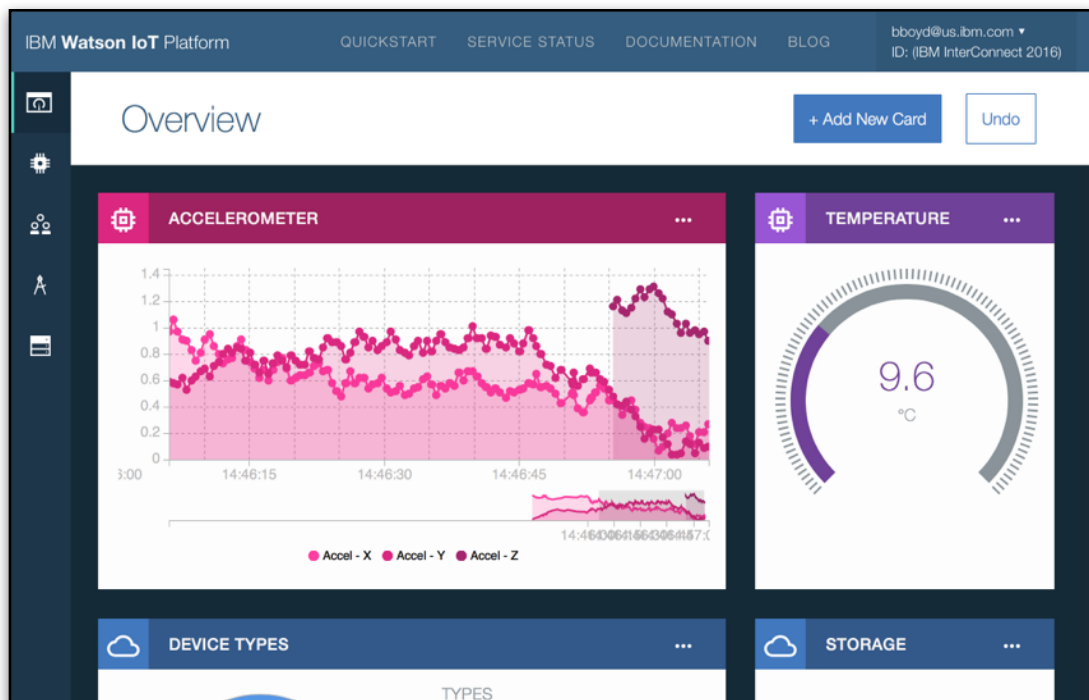 IBM Watson IoT Platform
QUICKSTART
SERVICE STATUS
DOCUMENTATION
BLOG
bboyd@us.ibm.com ▾
ID: (IBM InterConnect 2016)
Overview
+ Add New Card
Undo
ACCELEROMETER
TEMPERATURE
1.4
1.2
1
0.8
0.6
0.4
0.2
0
14:46:15
14:46:30
14:46:45
14:47:00
Accel - X
Accel - Y
Accel - Z
9.6
°C
DEVICE TYPES
STORAGE
TYPES